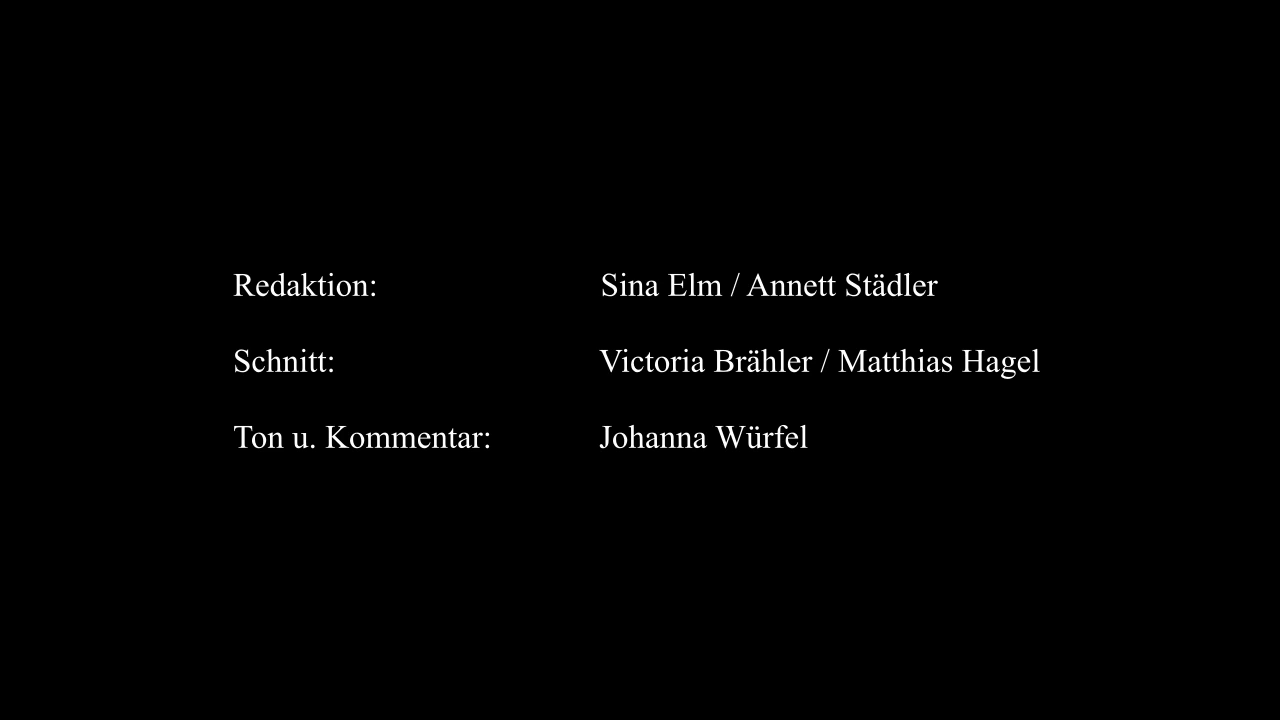 Redaktion: Sina Elm / Annett Städler
Schnitt: Victoria Brähler / Matthias Hagel
Ton u. Kommentar: Johanna Würfel